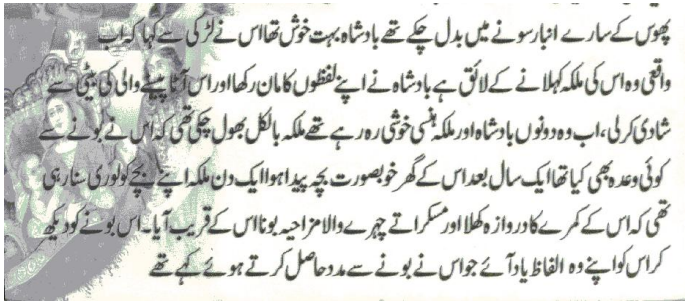 پھوس کے سارے انبار سونے میں بدل چکے تھے بادشاہ بہت خوش تھا اس نے لڑکی سے کہا کہ اب
واقعی وہ اس کی ملکہ کہلانے کے لائق ہے بادشاہ نے اپنے لفظوں کا مان رکھا اور اس آٹا پیسنے والی کی بیٹی سے
شادی کرلی، اب وہ دونوں بادشاہ اور ملکہ ہنسی خوشی رہ رہے تھے ملکہ بالکل بھول چکی تھی کہ اس نے بونے سے
کوئی وعدہ بھی کیا تھا ایک سال بعد اس کے گھر خوبصورت بچہ پیدا ہوا ایک دن ملکہ اپنے بچے کو لوری سنا رہی
تھی کہ اس کے کمرے کا دروازہ کھلا اور مسکراتے چہرے والا مزاحیہ بونا اس کے قریب آیا۔ اس بونے کو دیکھ
کر اس کو اپنے وہ الفاظ یاد آئے جو اس نے بونے سے مدد حاصل کرتے ہوئے کہے تھے